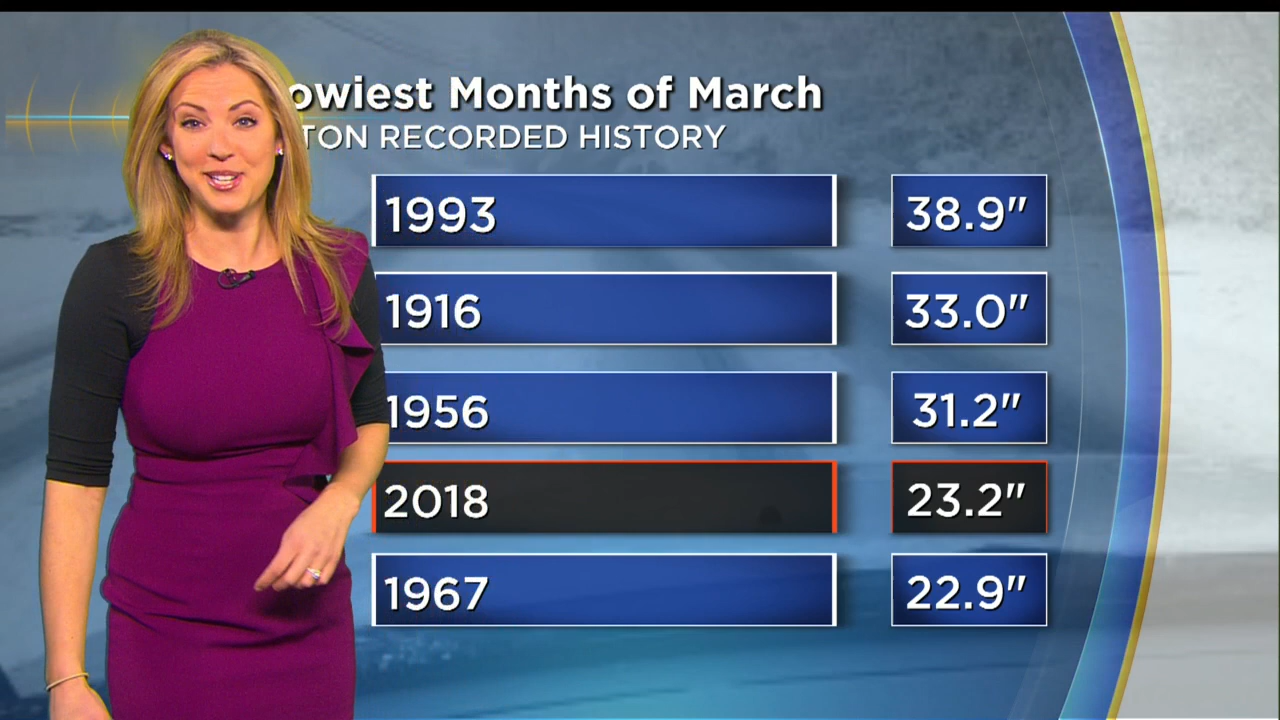 owiest Months of March
TON RECORDED HISTORY
1993 38.9"
1916 33.0"
1956 31.2"
2018 23.2"
1967 22.9"